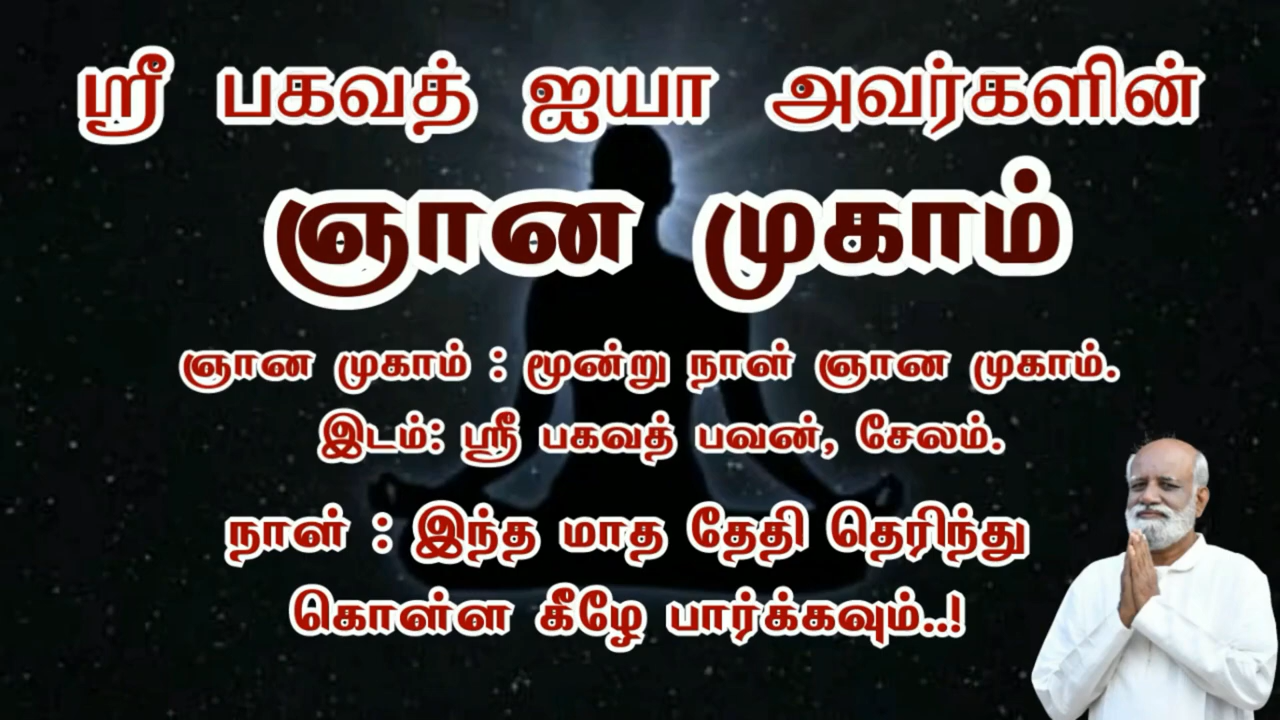 ஸ்ரீ பகவத் ஐயா அவர்களின்
ஞான முகாம்
ஞான முகாம் : மூன்று நாள் ஞான முகாம்.
இடம்: ஸ்ரீ பகவத் பவன், சேலம்.
நாள் : இந்த மாத தேதி தெரிந்து
கொள்ள கீழே பார்க்கவும்..!